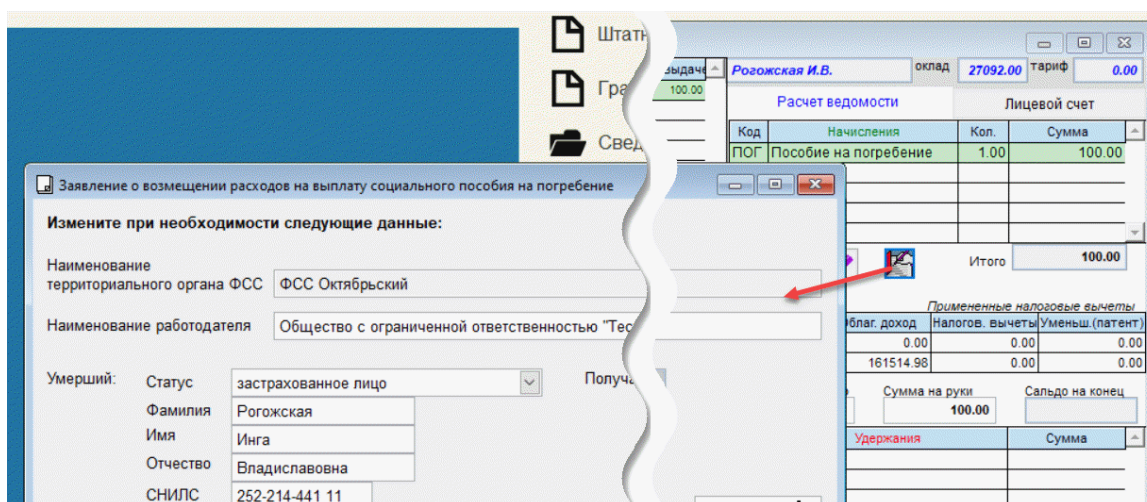 Штатн
Гра
Свед
выдаче
100.00
Рогожская И.В. оклад 27092.00 тариф 0.00
Расчет ведомости Лицевой счет
Код Начисления Кол. Сумма
ПОГ Пособие на погребение 1.00 100.00
Итого 100.00
Примененные налоговые вычеты
Облаг. доход Налогов. вычеты Уменьш.(патент)
0.00 0.00 0.00
161514.98 0.00 0.00
Сумма на руки Сальдо на конец
100.00
Удержания Сумма
Заявление о возмещении расходов на выплату социального пособия на погребение
Измените при необходимости следующие данные:
Наименование
территориального органа ФСС ФСС Октябрьский
Наименование работодателя Общество с ограниченной ответственностью "Тес
Умерший: Статус застрахованное лицо Получа
Фамилия Рогожская
Имя Инга
Отчество Владиславовна
СНИЛС 252-214-441 11